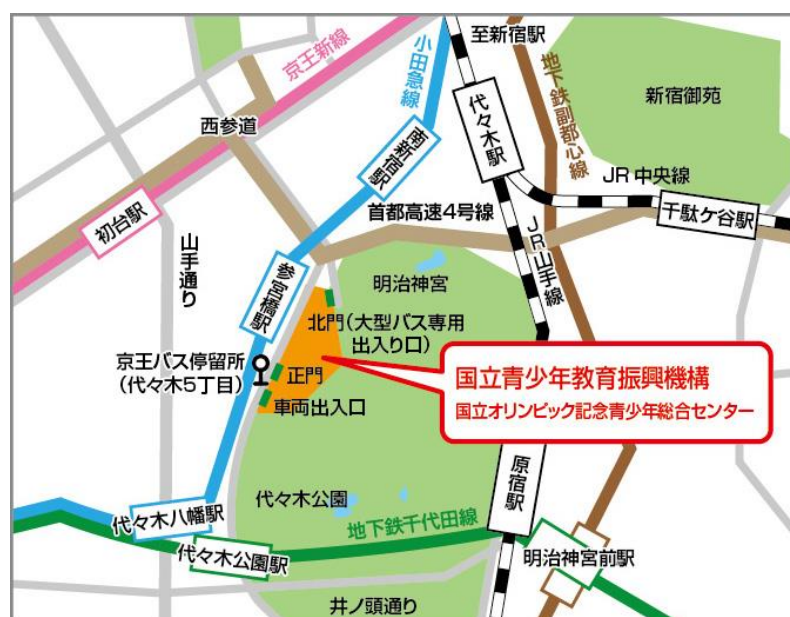 至新宿駅
京王新線
小田急線
地下鉄副都心線
新宿御苑
代々木駅
西参道
南新宿駅
JR中央線
千駄ケ谷駅
首都高速4号線
初台駅
山手通り
参宮橋駅
JR山手線
明治神宮
北門(大型バス専用
出入り口)
京王バス停留所
(代々木5丁目)
正門
車両出入口
国立青少年教育振興機構
国立オリンピック記念青少年総合センター
原宿駅
代々木公園
代々木八幡駅
地下鉄千代田線
代々木公園駅
明治神宮前駅
井ノ頭通り